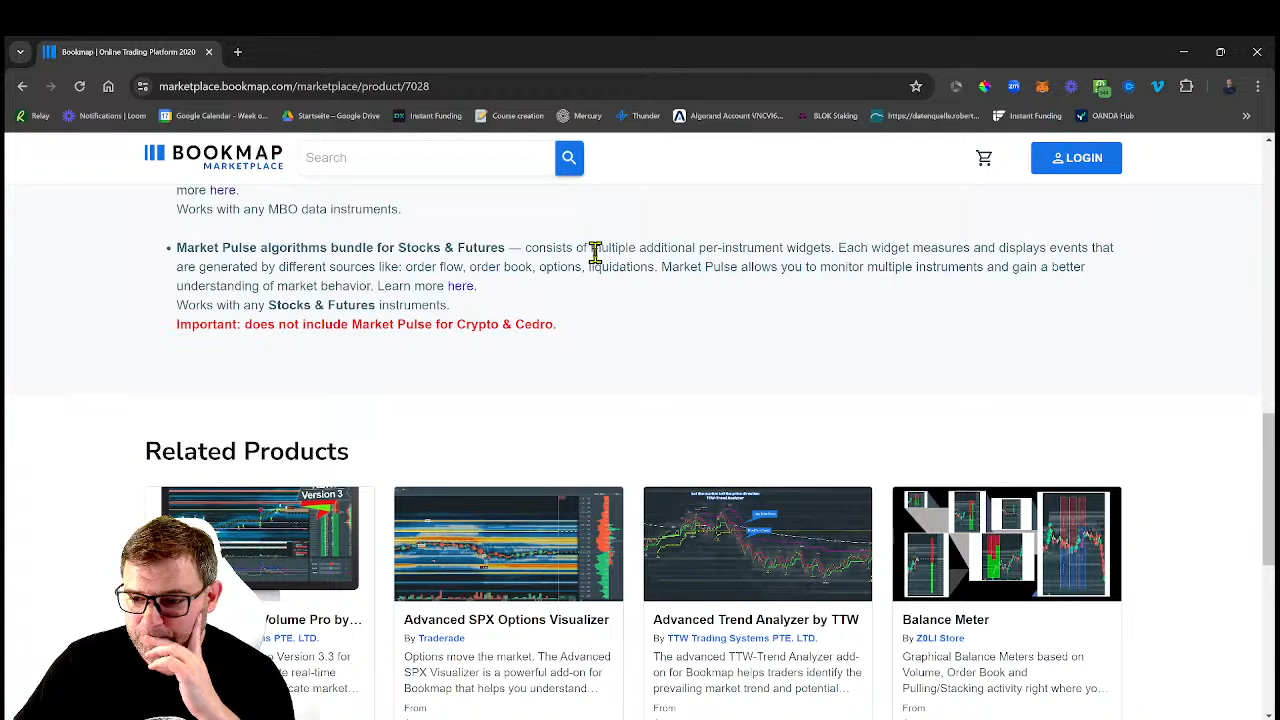 Bookmap | Online Trading Platform 2020
marketplace.bookmap.com/marketplace/product/7028
Relay
Notifications | Loom
Google Calendar - Week o...
Startseite – Google Drive
Instant Funding
Course creation
Mercury
Thunder
Algorand Account VNCVI6...
BLOK Staking
https://datenquelle.robert...
Instant Funding
OANDA Hub
BOOKMAP
MARKETPLACE
Search
LOGIN
more here.
Works with any MBO data instruments.
• Market Pulse algorithms bundle for Stocks & Futures — consists of multiple additional per-instrument widgets. Each widget measures and displays events that
are generated by different sources like: order flow, order book, options, liquidations. Market Pulse allows you to monitor multiple instruments and gain a better
understanding of market behavior. Learn more here.
Works with any Stocks & Futures instruments.
Important: does not include Market Pulse for Crypto & Cedro.
Related Products
Version 3
Volume Pro by...
PTE. LTD.
Version 3.3 for
real-time
market...
Advanced SPX Options Visualizer
By Traderade
Options move the market. The Advanced
SPX Visualizer is a powerful add-on for
Bookmap that helps you understand...
From
Advanced Trend Analyzer by TTW
By TTW Trading Systems PTE. LTD.
The advanced TTW-Trend Analyzer add-
on for Bookmap helps traders identify the
prevailing market trend and potential...
From
Balance Meter
By Z0LI Store
Graphical Balance Meters based on
Volume, Order Book and
Pulling/Stacking activity right where yo...
From